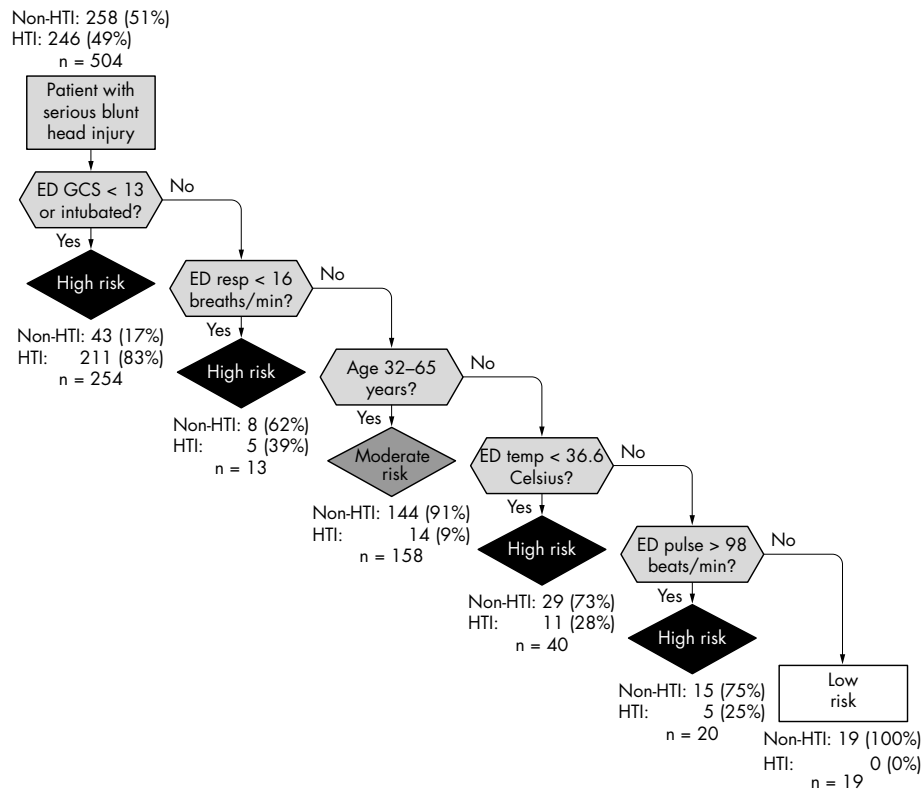 Non-HTI: 258 (51%)
HTI: 246 (49%)
n = 504
Patient with
serious blunt
head injury
ED GCS < 13
or intubated?
No
Yes
High risk
Non-HTI: 43 (17%)
HTI: 211 (83%)
n = 254
ED resp < 16
breaths/min?
No
Yes
High risk
Non-HTI: 8 (62%)
HTI: 5 (39%)
n = 13
Age 32–65
years?
No
Yes
Moderate
risk
Non-HTI: 144 (91%)
HTI: 14 (9%)
n = 158
ED temp < 36.6
Celsius?
No
Yes
High risk
Non-HTI: 29 (73%)
HTI: 11 (28%)
n = 40
ED pulse > 98
beats/min?
No
Yes
High risk
Non-HTI: 15 (75%)
HTI: 5 (25%)
n = 20
Low
risk
Non-HTI: 19 (100%)
HTI: 0 (0%)
n = 19